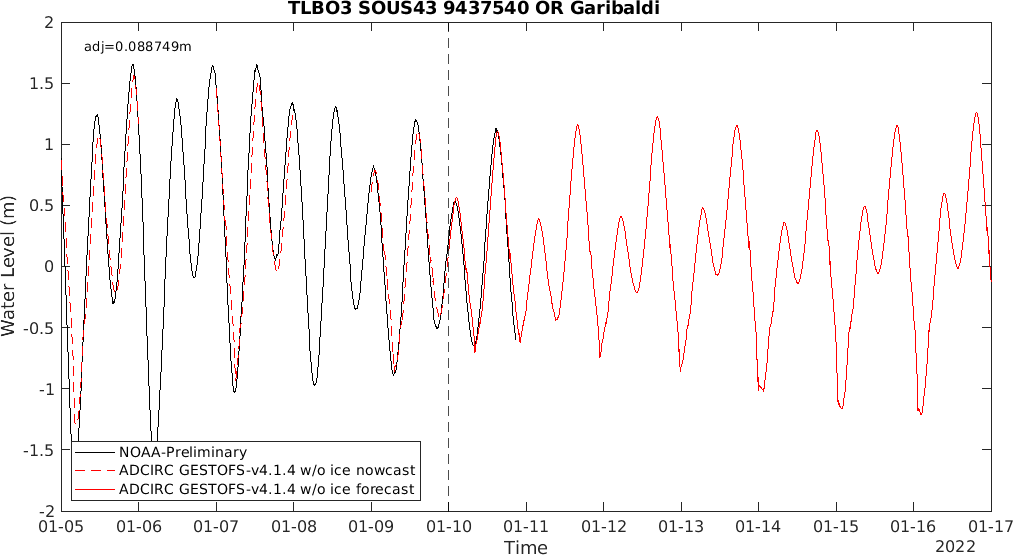 TLBO3 SOUS43 9437540 OR Garibaldi
adj=0.088749m
2
1.5
1
0.5
0
-0.5
-1
-1.5
-2
Water Level (m)
NOAA-Preliminary
ADCIRC GESTOFS-v4.1.4 w/o ice nowcast
ADCIRC GESTOFS-v4.1.4 w/o ice forecast
01-05 01-06 01-07 01-08 01-09 01-10 01-11 01-12 01-13 01-14 01-15 01-16 01-17
Time
2022